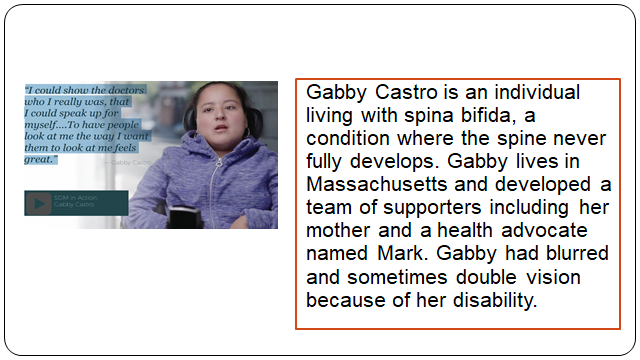 “I could show the doctors
who I really was, that
I could speak up for
myself....To have people
look at me the way I want
them to look at me feels
great.”
— Gabby Castro
SDM in Action:
Gabby Castro
Gabby Castro is an individual
living with spina bifida, a
condition where the spine never
fully develops. Gabby lives in
Massachusetts and developed a
team of supporters including her
mother and a health advocate
named Mark. Gabby had blurred
and sometimes double vision
because of her disability.